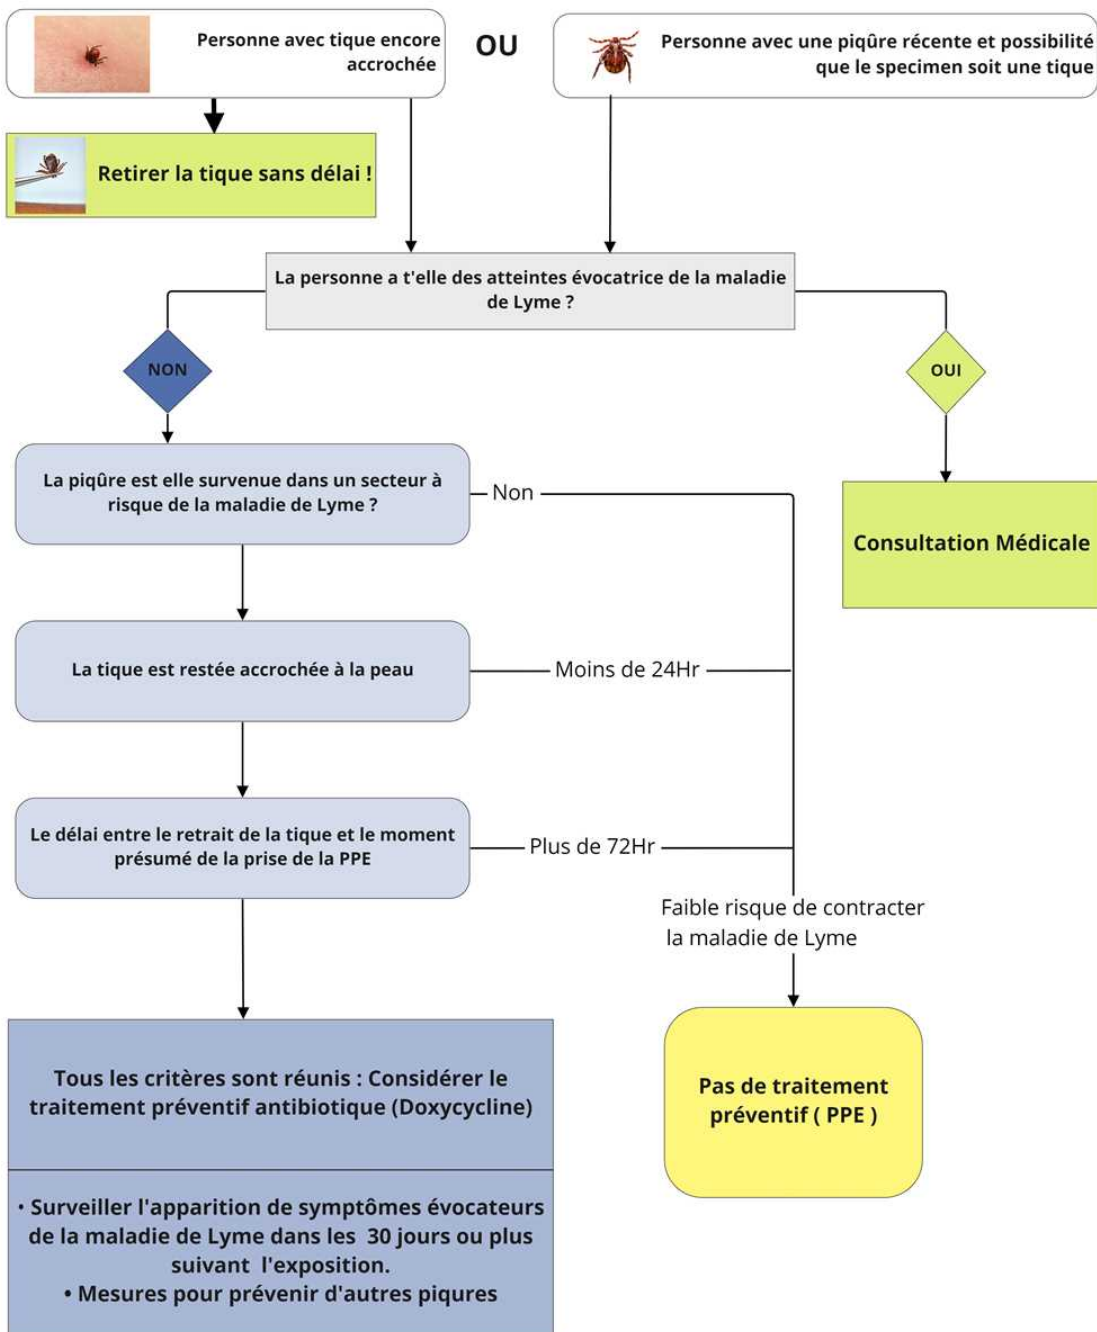 Personne avec tique encore
accrochée
OU
Personne avec une piqûre récente et possibilité
que le specimen soit une tique
Retirer la tique sans délai !
La personne a t'elle des atteintes évocatrice de la maladie
de Lyme ?
NON
OUI
La piqûre est elle survenue dans un secteur à
risque de la maladie de Lyme ?
Non
Consultation Médicale
La tique est restée accrochée à la peau
Moins de 24Hr
Le délai entre le retrait de la tique et le moment
présumé de la prise de la PPE
Plus de 72Hr
Faible risque de contracter
la maladie de Lyme
Tous les critères sont réunis : Considérer le
traitement préventif antibiotique (Doxycycline)
Pas de traitement
préventif ( PPE )
• Surveiller l'apparition de symptômes évocateurs
de la maladie de Lyme dans les 30 jours ou plus
suivant l'exposition.
• Mesures pour prévenir d'autres piqures